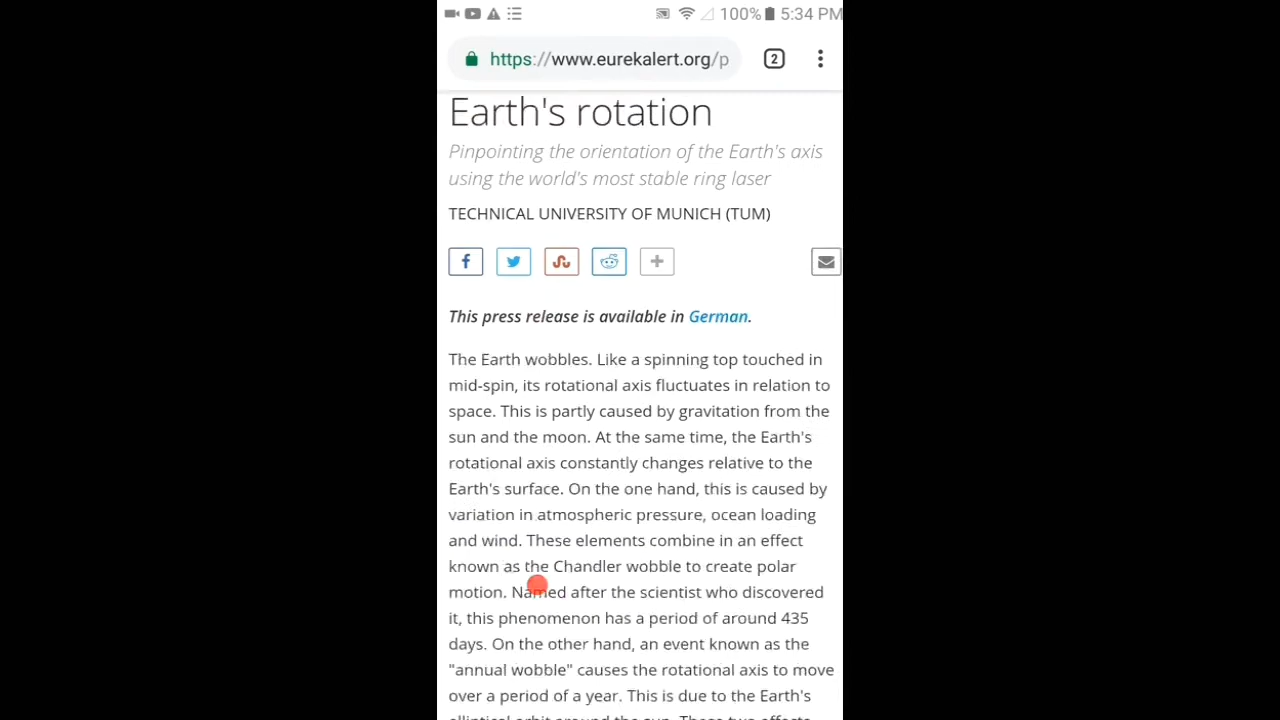 100% 5:34 PM
https://www.eurekalert.org/p
2
Earth's rotation
Pinpointing the orientation of the Earth's axis
using the world's most stable ring laser
TECHNICAL UNIVERSITY OF MUNICH (TUM)
This press release is available in German.
The Earth wobbles. Like a spinning top touched in
mid-spin, its rotational axis fluctuates in relation to
space. This is partly caused by gravitation from the
sun and the moon. At the same time, the Earth's
rotational axis constantly changes relative to the
Earth's surface. On the one hand, this is caused by
variation in atmospheric pressure, ocean loading
and wind. These elements combine in an effect
known as the Chandler wobble to create polar
motion. Named after the scientist who discovered
it, this phenomenon has a period of around 435
days. On the other hand, an event known as the
"annual wobble" causes the rotational axis to move
over a period of a year. This is due to the Earth's
elliptical orbit around the sun. These two effects